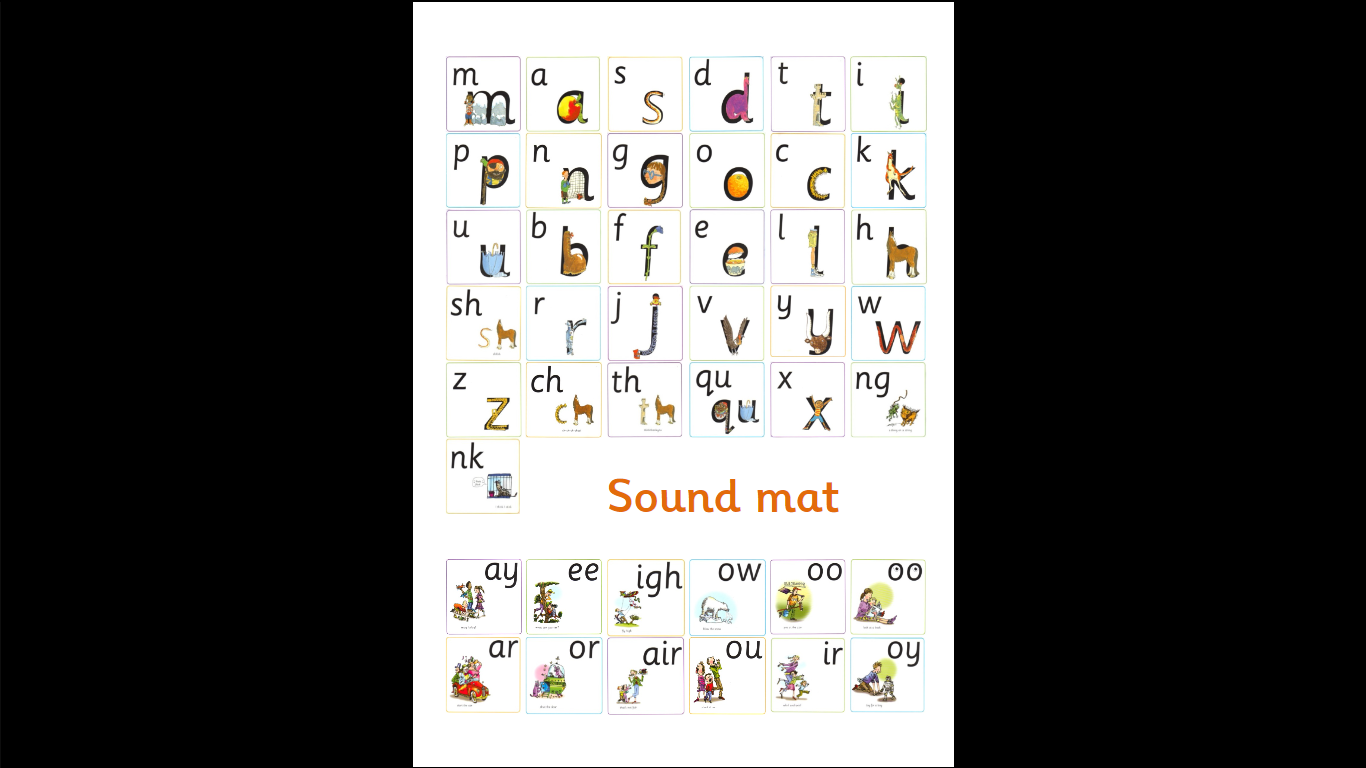 m a s d t i
p n g o c k
u b f e l h
sh r j v y w
z ch th qu x ng
nk
Sound mat
ay ee igh ow oo oo
ar or air ou ir oy